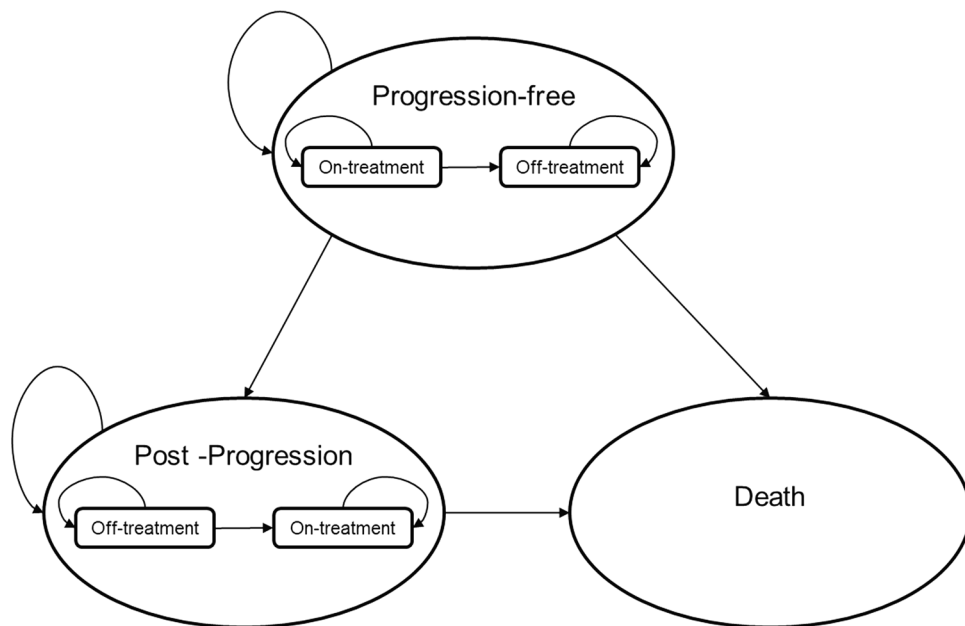 Progression-free
On-treatment
Off-treatment
Post -Progression
Off-treatment
On-treatment
Death